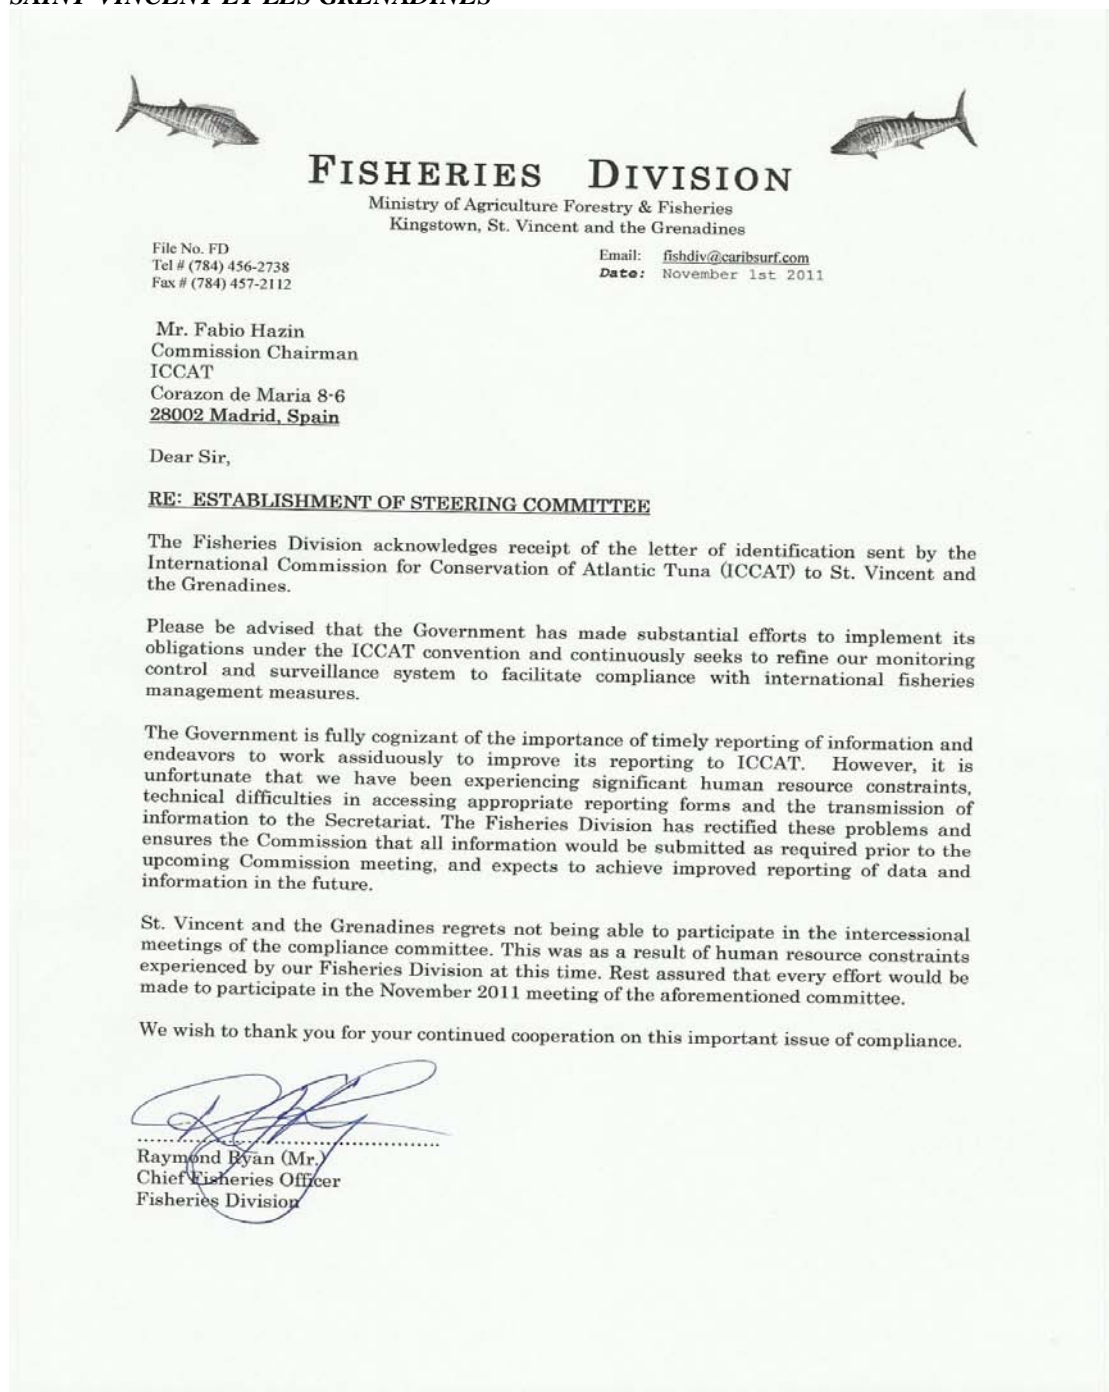 SAINT-VINCENT ET LES GRENADINES
FISHERIES DIVISION
Ministry of Agriculture Forestry & Fisheries
Kingstown, St. Vincent and the Grenadines
File No. FD
Tel # (784) 456-2738
Fax # (784) 457-2112
Email: fishdiv@caribsurf.com
Date: November 1st 2011
Mr. Fabio Hazin
Commission Chairman
ICCAT
Corazon de Maria 8-6
28002 Madrid, Spain
Dear Sir,
RE: ESTABLISHMENT OF STEERING COMMITTEE
The Fisheries Division acknowledges receipt of the letter of identification sent by the
International Commission for Conservation of Atlantic Tuna (ICCAT) to St. Vincent and
the Grenadines.
Please be advised that the Government has made substantial efforts to implement its
obligations under the ICCAT convention and continuously seeks to refine our monitoring
control and surveillance system to facilitate compliance with international fisheries
management measures.
The Government is fully cognizant of the importance of timely reporting of information and
endeavors to work assiduously to improve its reporting to ICCAT. However, it is
unfortunate that we have been experiencing significant human resource constraints,
technical difficulties in accessing appropriate reporting forms and the transmission of
information to the Secretariat. The Fisheries Division has rectified these problems and
ensures the Commission that all information would be submitted as required prior to the
upcoming Commission meeting, and expects to achieve improved reporting of data and
information in the future.
St. Vincent and the Grenadines regrets not being able to participate in the intercessional
meetings of the compliance committee. This was as a result of human resource constraints
experienced by our Fisheries Division at this time. Rest assured that every effort would be
made to participate in the November 2011 meeting of the aforementioned committee.
We wish to thank you for your continued cooperation on this important issue of compliance.
Raymond Ryan (Mr.)
Chief Fisheries Officer
Fisheries Division